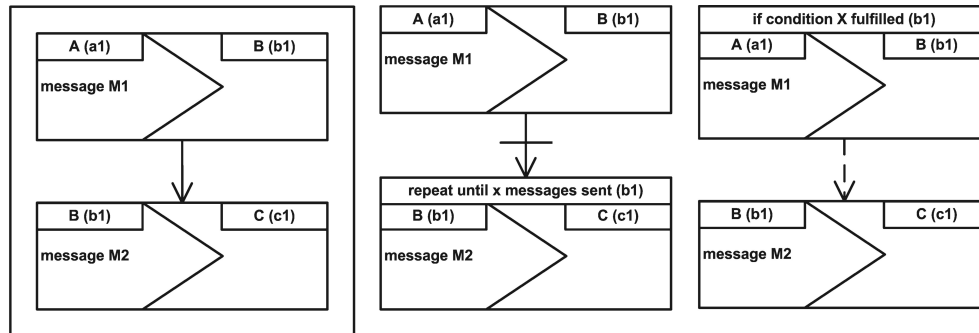 A (a1)
B (b1)
message M1
B (b1)
C (c1)
message M2
A (a1)
B (b1)
message M1
repeat until x messages sent (b1)
B (b1)
C (c1)
message M2
if condition X fulfilled (b1)
A (a1)
B (b1)
message M1
B (b1)
C (c1)
message M2